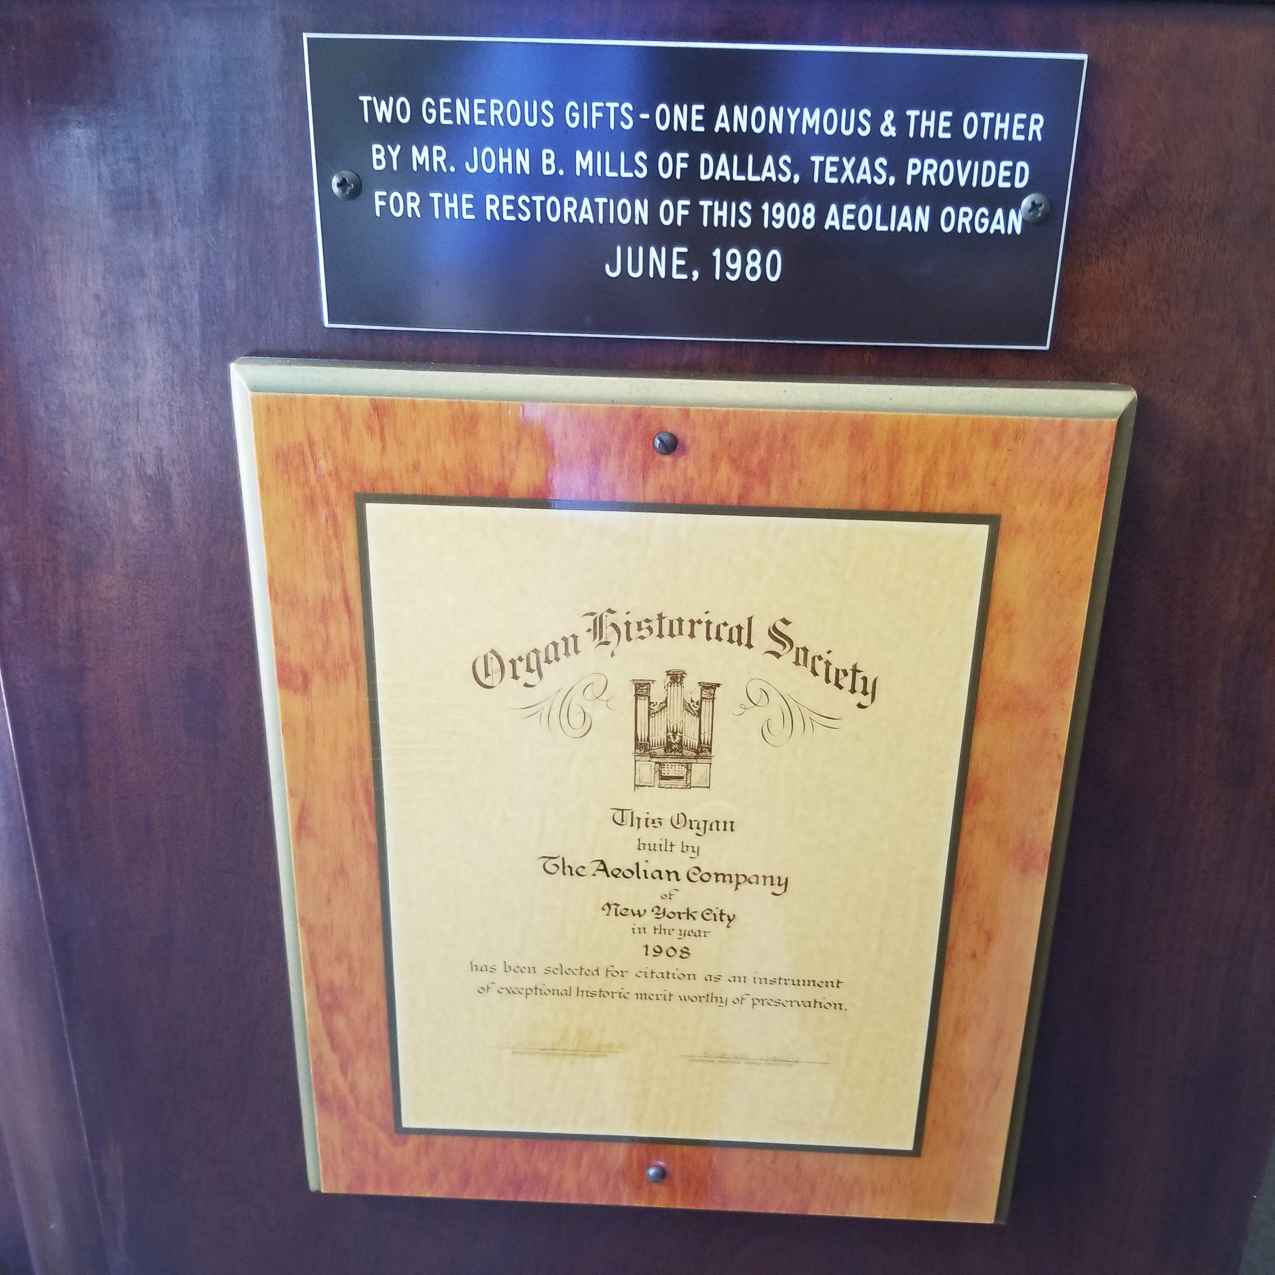 TWO GENEROUS GIFTS-ONE ANONYMOUS & THE OTHER
BY MR. JOHN B. MILLS OF DALLAS, TEXAS, PROVIDED
FOR THE RESTORATION OF THIS 1908 AEOLIAN ORGAN
JUNE, 1980
Organ Historical Society
This Organ
built by
The Aeolian Company
of
New York City
in the year
1908
has been selected for citation as an instrument
of exceptional historic merit worthy of preservation.